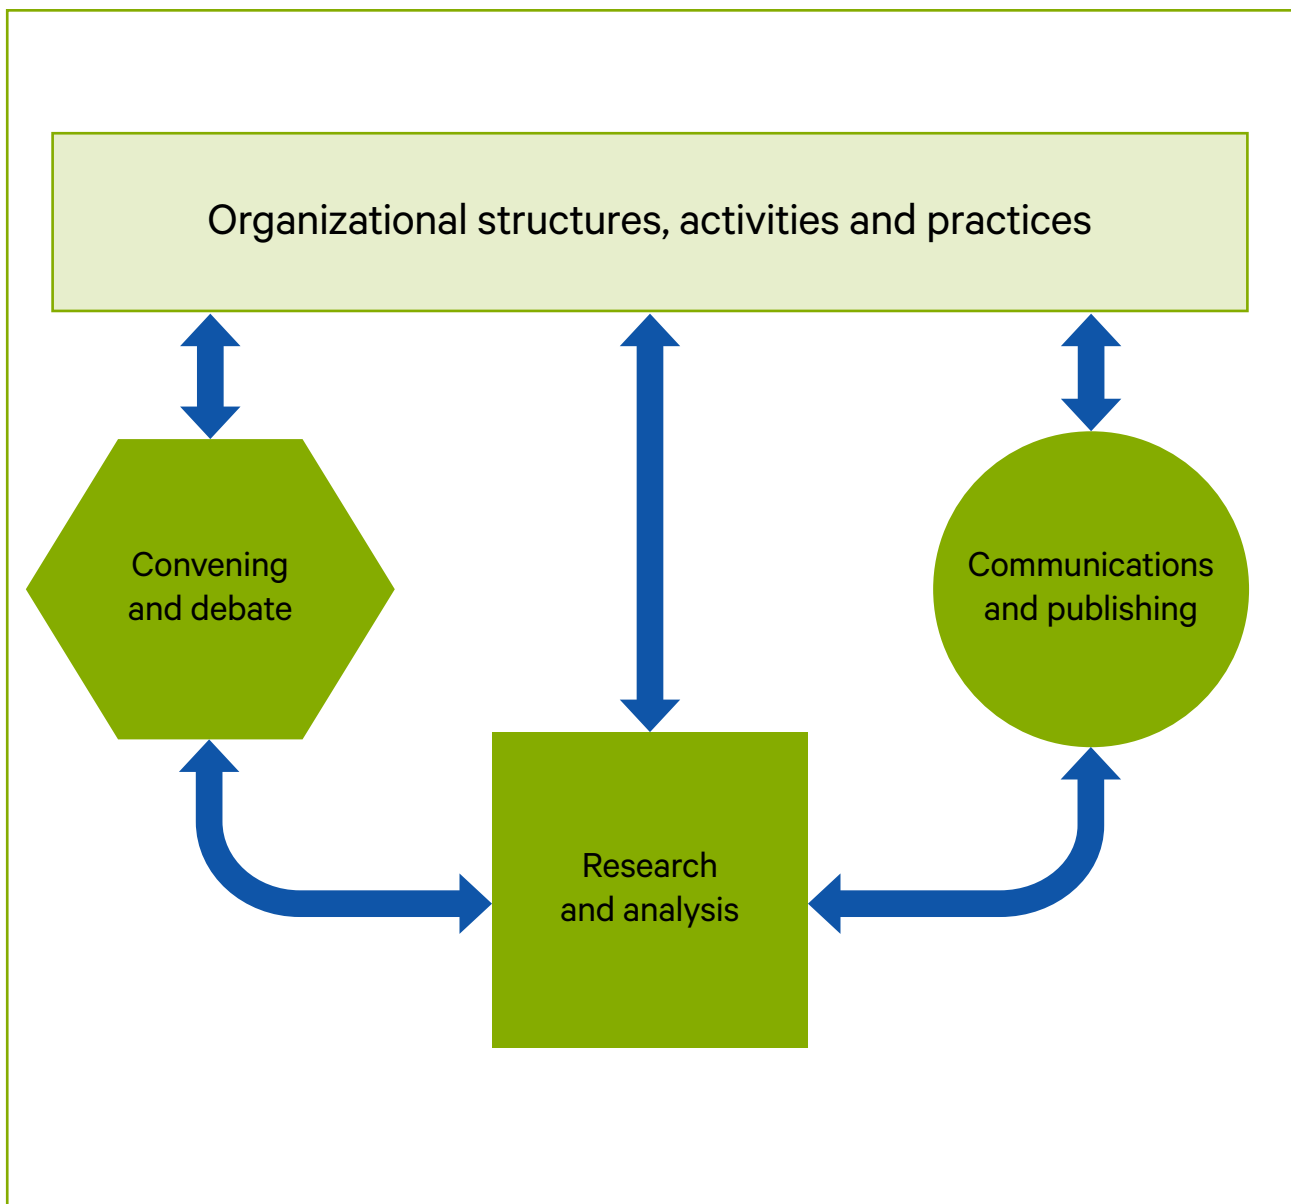 Organizational structures, activities and practices
Convening
and debate
Communications
and publishing
Research
and analysis